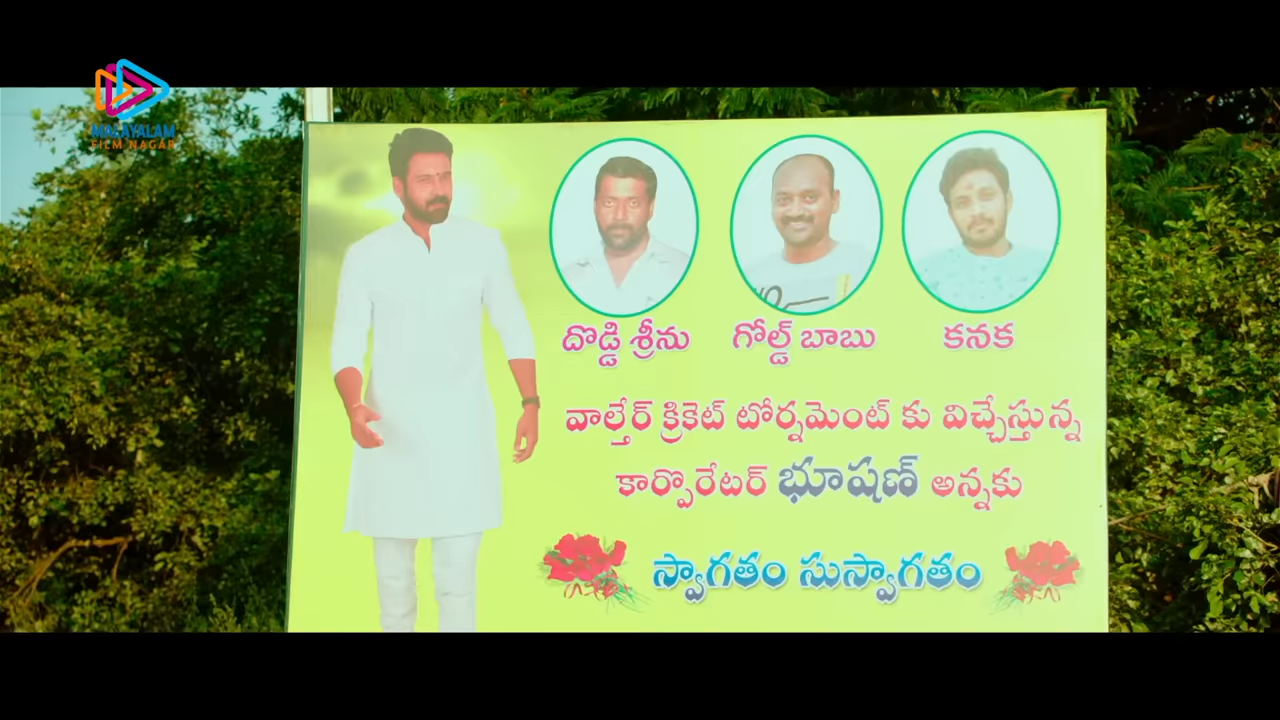 MALAYALAM
FILM NAGAR
దొడ్డి శ్రీను గోల్డ్ బాబు కనక
వాల్తేర్ క్రికెట్ టోర్నమెంట్ కు విచ్చేస్తున్న
కార్పొరేటర్ భూషణ్ అన్నకు
స్వాగతం సుస్వాగతం